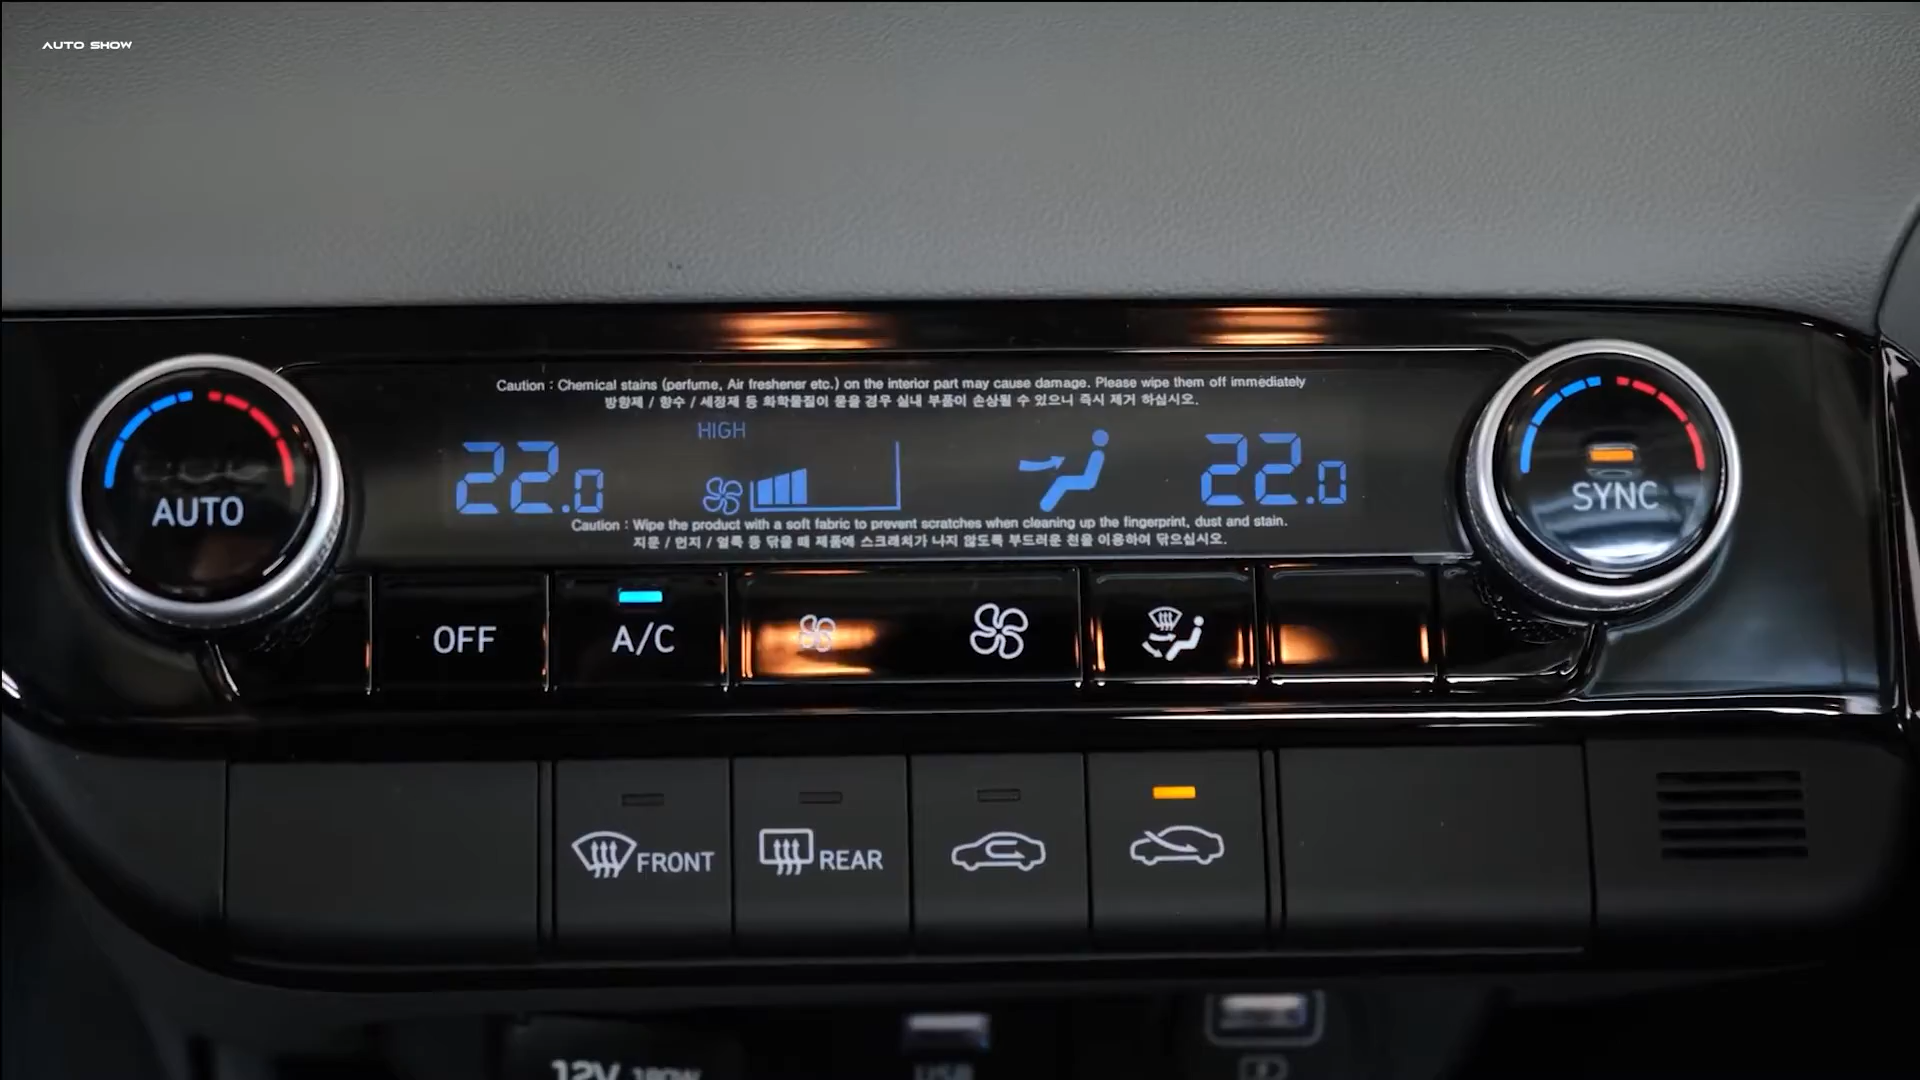 AUTO SHOW
Caution : Chemical stains (perfume, Air freshener etc.) on the interior part may cause damage. Please wipe them off immediately
방향제 / 향수 / 세정제 등 화학물질이 묻을 경우 실내 부품이 손상될 수 있으니 즉시 제거 하십시오.
HIGH
22.0
22.0
AUTO
SYNC
Caution : Wipe the product with a soft fabric to prevent scratches when cleaning up the fingerprint, dust and stain.
지문 / 먼지 / 얼룩 등 닦을 때 제품에 스크래치가 나지 않도록 부드러운 천을 이용하여 닦으십시오.
OFF
A/C
FRONT
REAR
12V 180W
USB